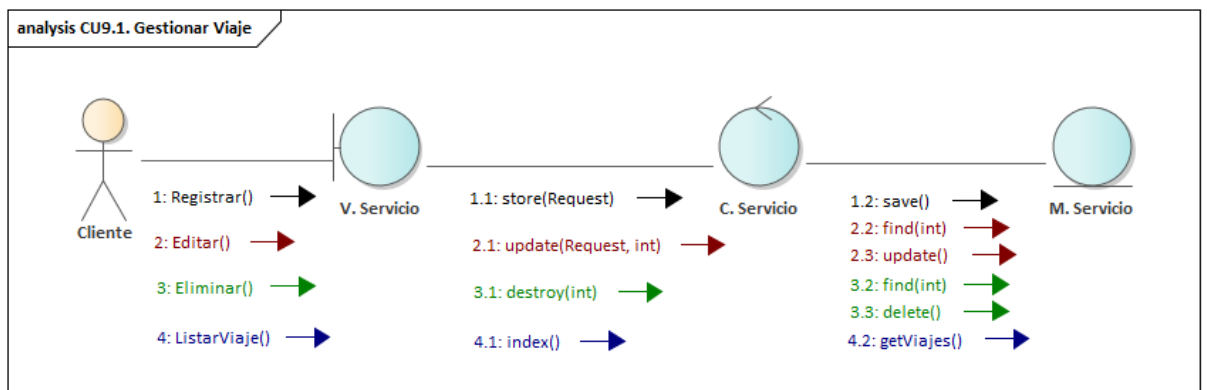 analysis CU9.1. Gestionar Viaje
Cliente
1: Registrar()
2: Editar()
3: Eliminar()
4: ListarViaje()
V. Servicio
1.1: store(Request)
2.1: update(Request, int)
3.1: destroy(int)
4.1: index()
C. Servicio
1.2: save()
2.2: find(int)
2.3: update()
3.2: find(int)
3.3: delete()
4.2: getViajes()
M. Servicio